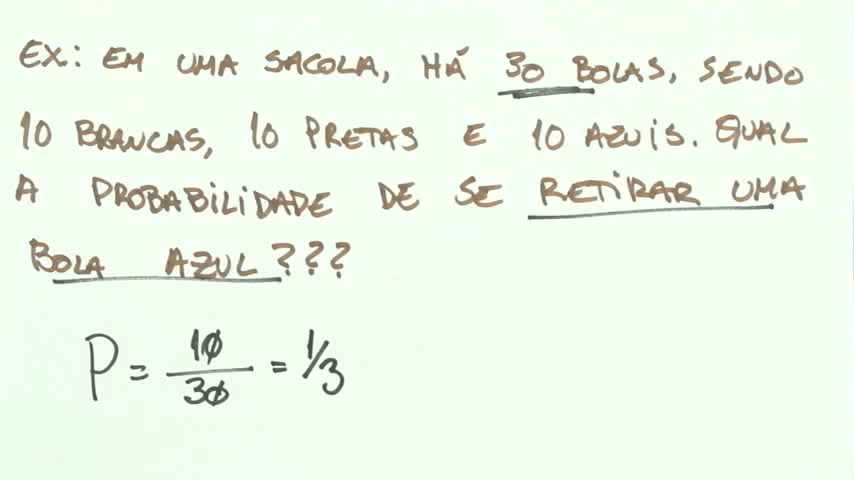 EX.: EM UMA SACOLA, HÁ 30 BOLAS, SENDO
10 BRANCAS, 10 PRETAS E 10 AZUIS. QUAL
A PROBABILIDADE DE SE RETIRAR UMA
BOLA AZUL???
P = 10/30 = 1/3